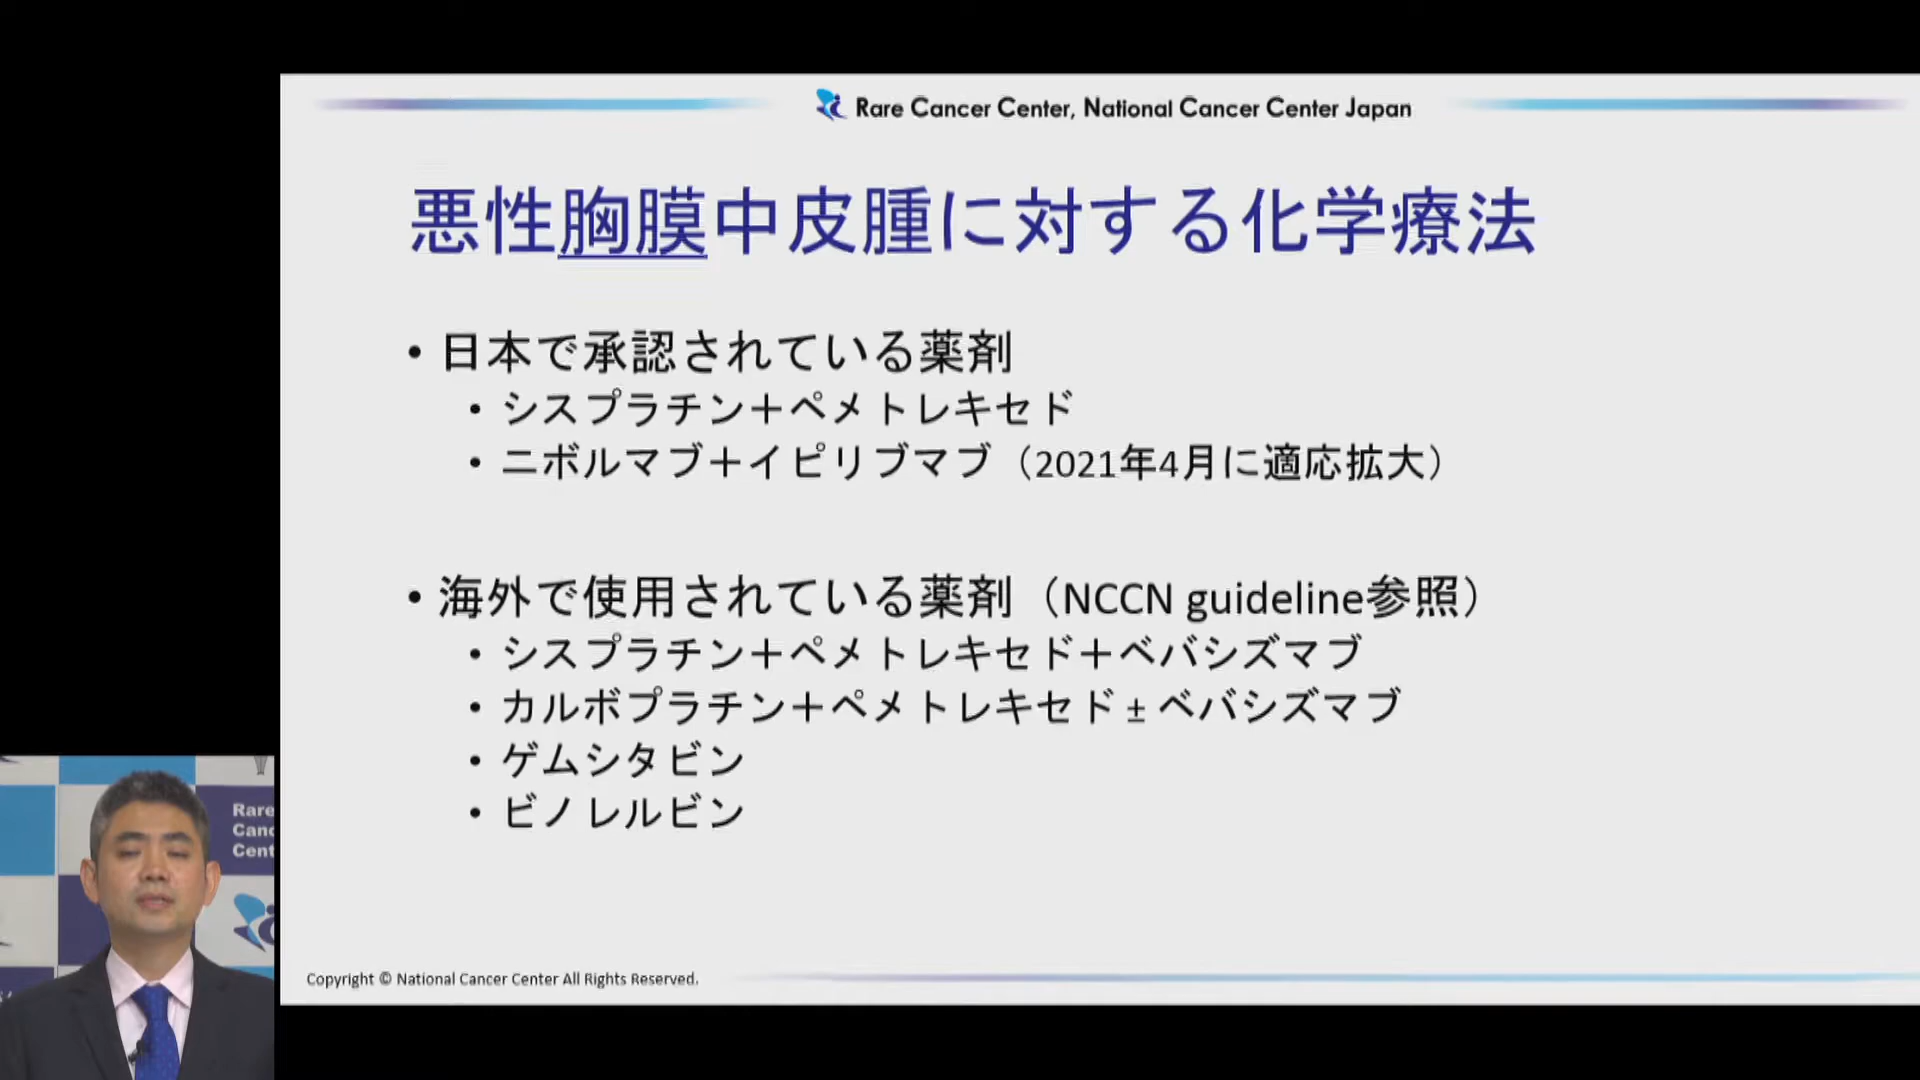 Rare Cancer Center, National Cancer Center Japan
悪性胸膜中皮腫に対する化学療法
• 日本で承認されている薬剤
• シスプラチン＋ペメトレキセド
• ニボルマブ＋イピリブマブ（2021年4月に適応拡大）
• 海外で使用されている薬剤（NCCN guideline参照）
• シスプラチン＋ペメトレキセド＋ベバシズマブ
• カルボプラチン＋ペメトレキセド ± ベバシズマブ
• ゲムシタビン
• ビノレルビン
Rare
Canc
Cent
Copyright © National Cancer Center All Rights Reserved.